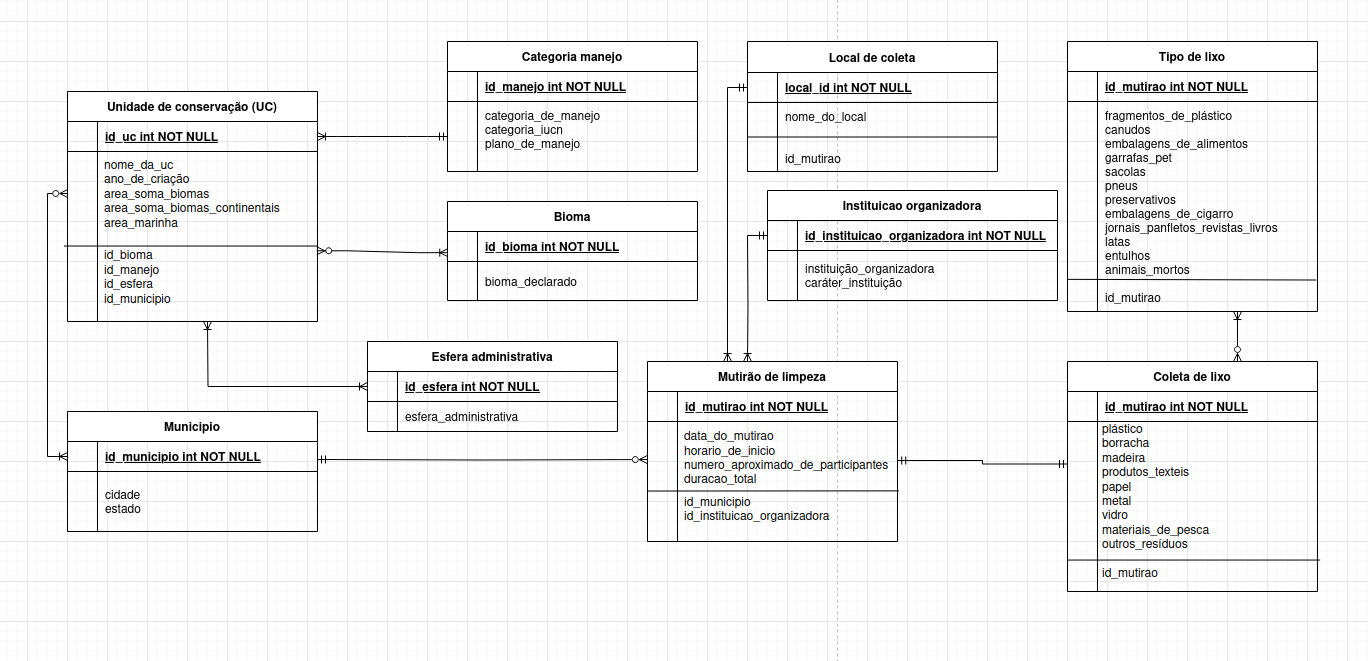 Unidade de conservação (UC)
id_uc int NOT NULL
nome_da_uc
ano_de_criação
area_soma_biomas
area_soma_biomas_continentais
area_marinha
id_bioma
id_manejo
id_esfera
id_municipio
Categoria manejo
id_manejo int NOT NULL
categoria_de_manejo
categoria_iucn
plano_de_manejo
Bioma
id_bioma int NOT NULL
bioma_declarado
Esfera administrativa
id_esfera int NOT NULL
esfera_administrativa
Municipio
id_municipio int NOT NULL
cidade
estado
Local de coleta
local_id int NOT NULL
nome_do_local
id_mutirao
Instituicao organizadora
id_instituicao_organizadora int NOT NULL
instituição_organizadora
caráter_instituição
Mutirão de limpeza
id_mutirao int NOT NULL
data_do_mutirao
horario_de_inicio
numero_aproximado_de_participantes
duracao_total
id_municipio
id_instituicao_organizadora
Tipo de lixo
id_mutirao int NOT NULL
fragmentos_de_plástico
canudos
embalagens_de_alimentos
garrafas_pet
sacolas
pneus
preservativos
embalagens_de_cigarro
jornais_panfletos_revistas_livros
latas
entulhos
animais_mortos
id_mutirao
Coleta de lixo
id_mutirao int NOT NULL
plástico
borracha
madeira
produtos_texteis
papel
metal
vidro
materiais_de_pesca
outros_resíduos
id_mutirao